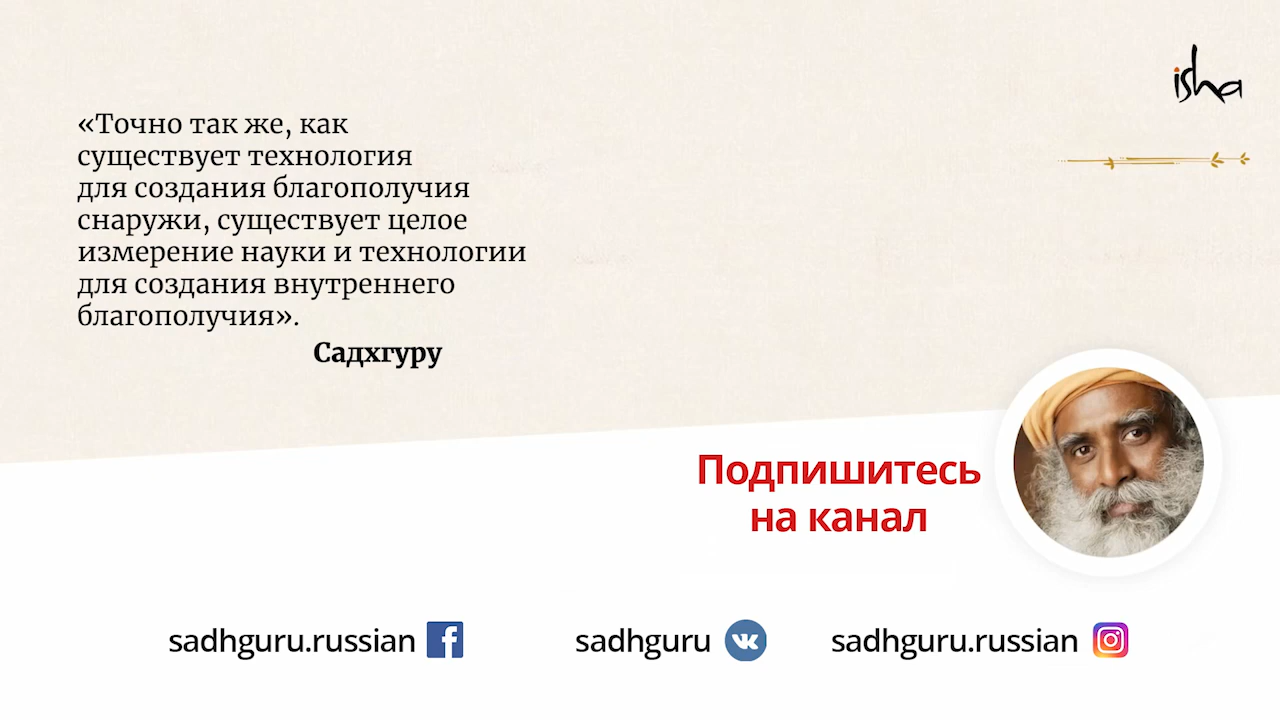 isha
«Точно так же, как
существует технология
для создания благополучия
снаружи, существует целое
измерение науки и технологии
для создания внутреннего
благополучия».
Садхгуру
Подпишитесь
на канал
sadhguru.russian
sadhguru
sadhguru.russian